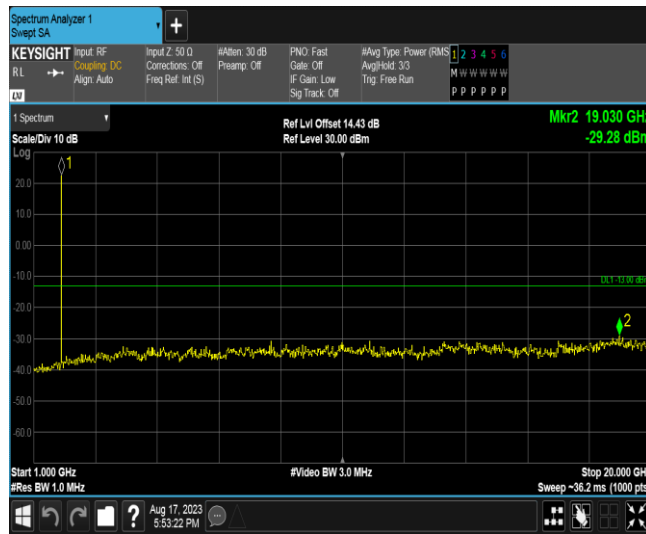 Spectrum Analyzer 1
Swept SA
+
KEYSIGHT Input: RF Input Z: 50 Ω #Atten: 30 dB PNO: Fast #Avg Type: Power (RMS 1 2 3 4 5 6
RL Coupling: DC Corrections: Off Preamp: Off Gate: Off Avg|Hold: 3/3 M W W W W W
Align: Auto Freq Ref: Int (S) IF Gain: Low Trig: Free Run
LXI Sig Track: Off P P P P P P
1 Spectrum Ref Lvl Offset 14.43 dB Mkr2 19.030 GHz
Scale/Div 10 dB Ref Level 30.00 dBm -29.28 dBm
Log
1
20.0
10.0
0.00
-10.0 DL1 -13.00 dBm
-20.0
2
-30.0
-40.0
-50.0
-60.0
Start 1.000 GHz #Video BW 3.0 MHz Stop 20.000 GH
#Res BW 1.0 MHz Sweep ~36.2 ms (1000 pts
? Aug 17, 2023
5:53:22 PM